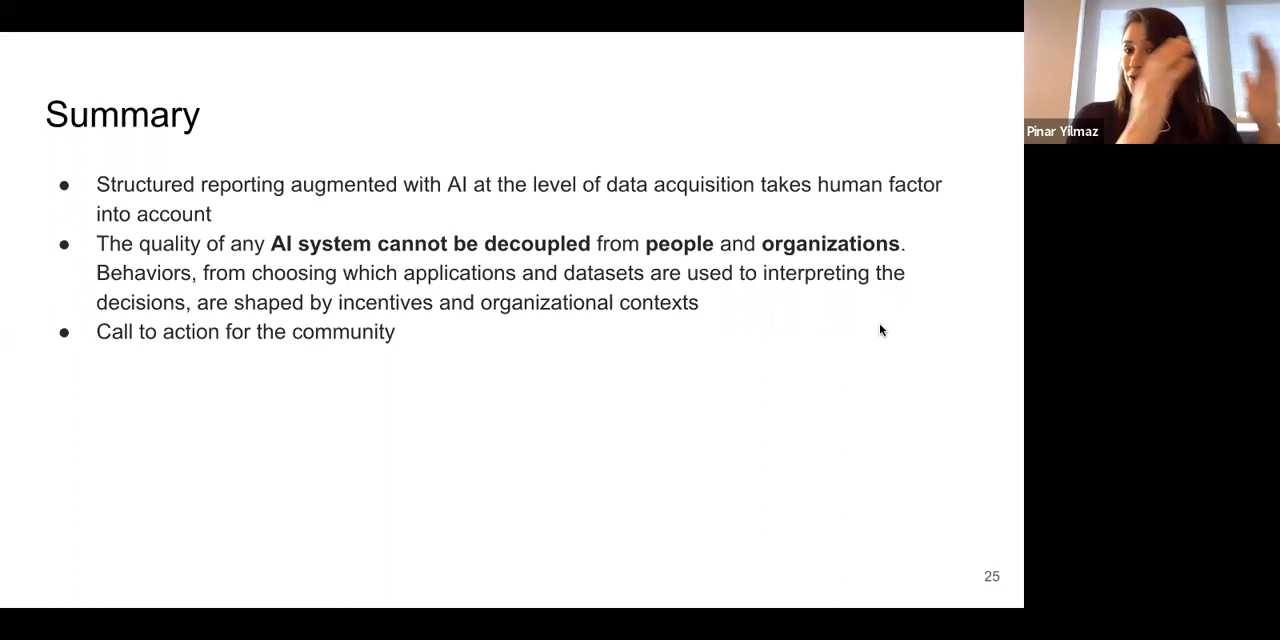 Summary
● Structured reporting augmented with AI at the level of data acquisition takes human factor
into account
● The quality of any AI system cannot be decoupled from people and organizations.
Behaviors, from choosing which applications and datasets are used to interpreting the
decisions, are shaped by incentives and organizational contexts
● Call to action for the community
25
Pinar Yilmaz